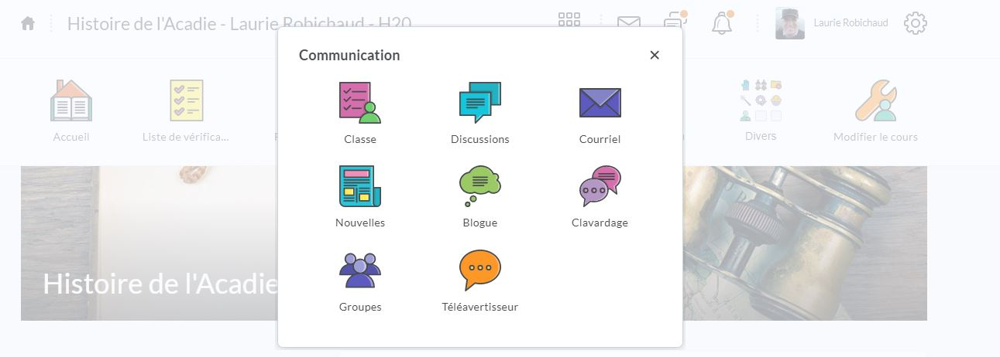 Histoire de l'Acadie - Laurie Robichaud - H20
Laurie Robichaud
Communication
Accueil
Liste de vérifica...
Classe
Discussions
Courriel
Divers
Modifier le cours
Nouvelles
Blogue
Clavardage
Histoire de l'Acadie
Groupes
Téléavertisseur